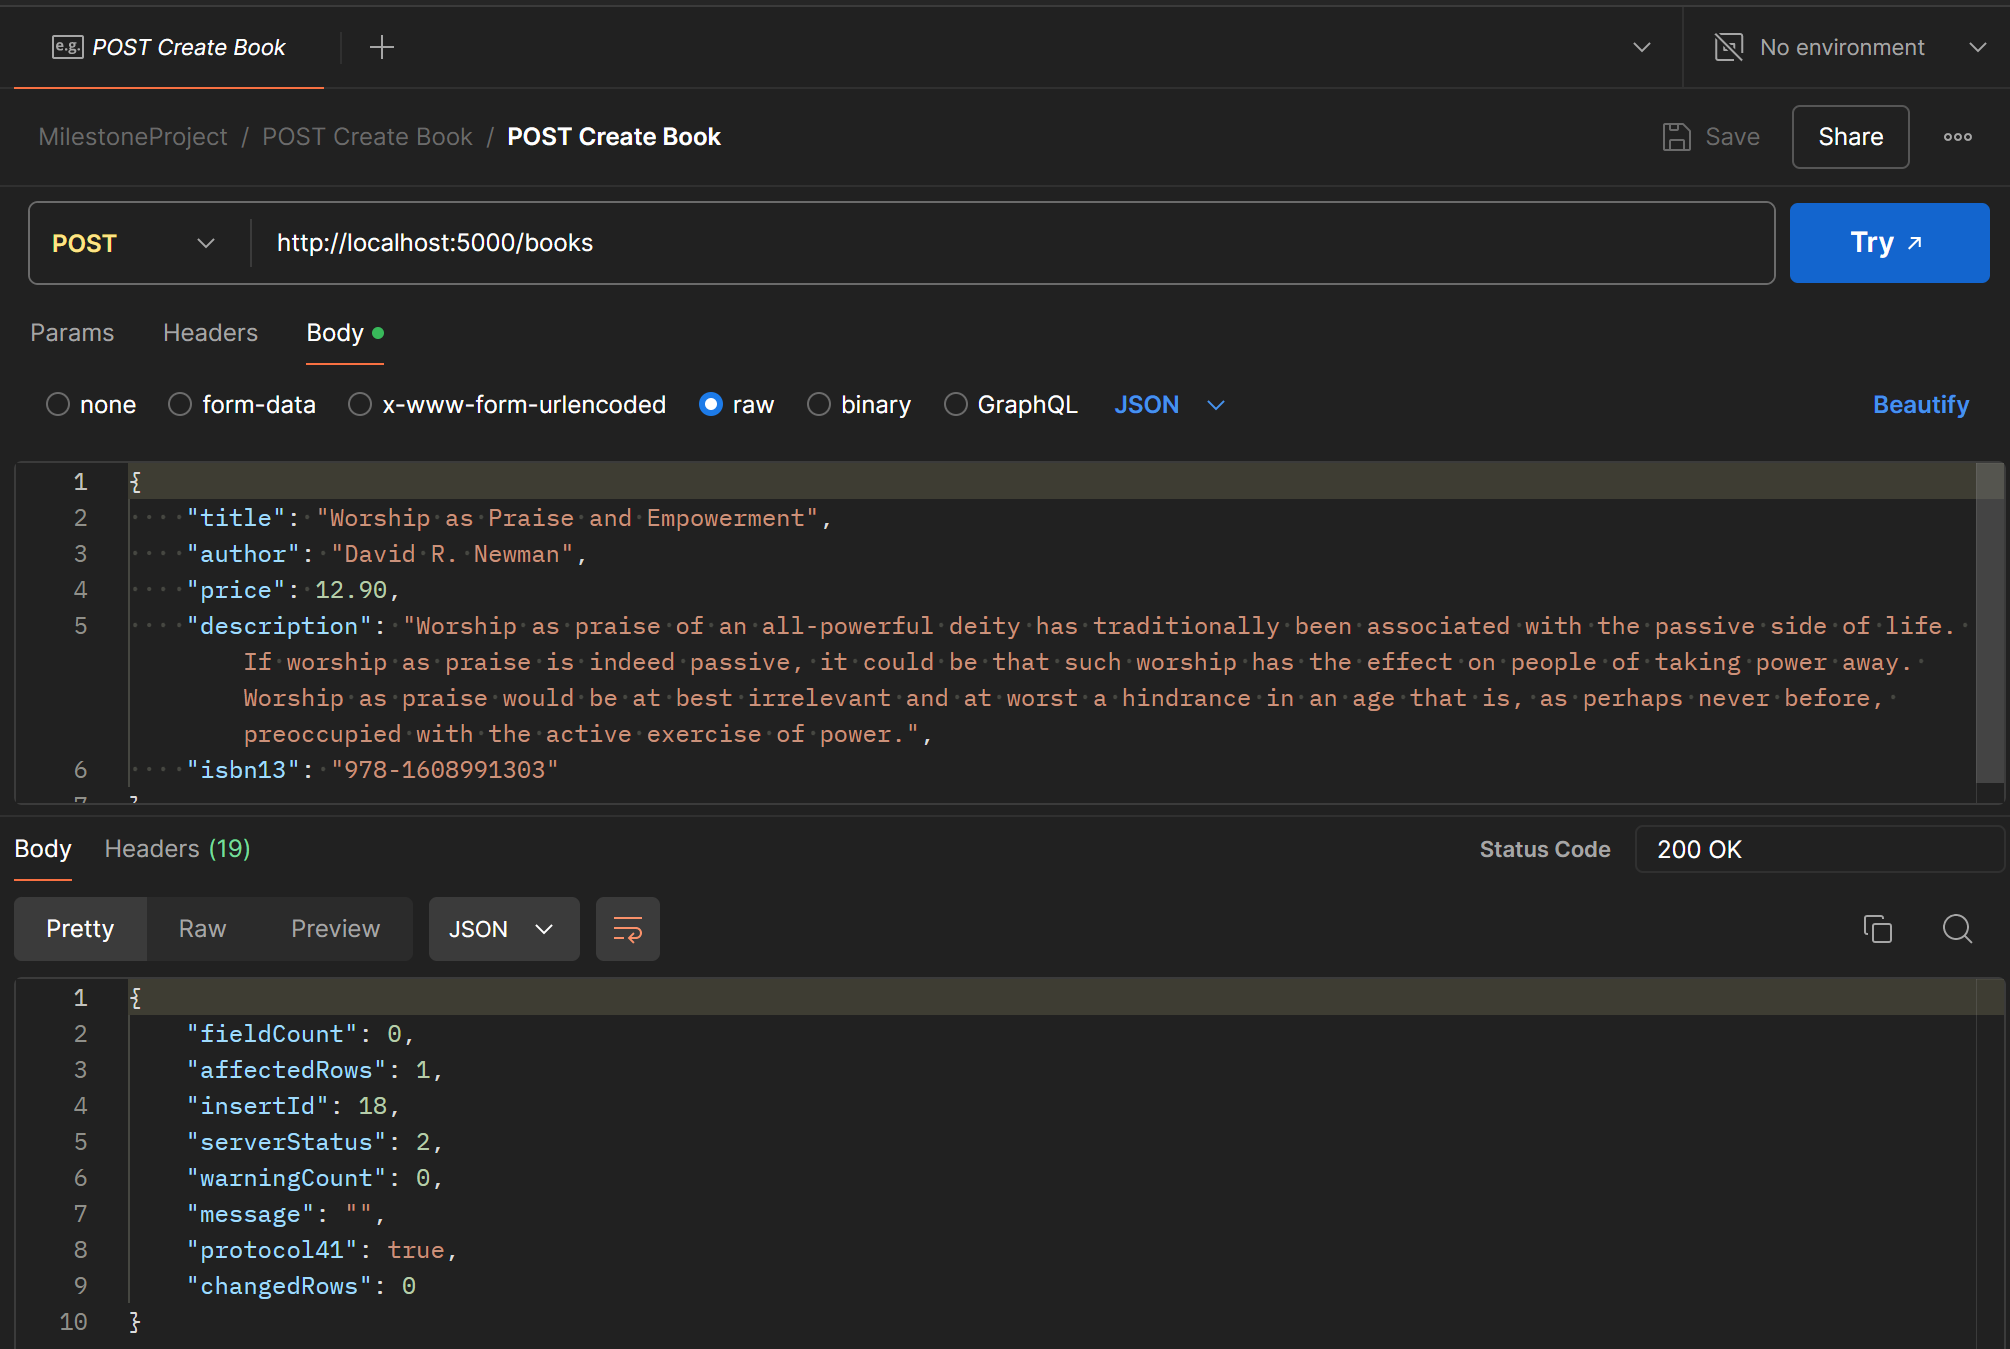 e.g. POST Create Book
No environment
MilestoneProject / POST Create Book / POST Create Book
Save
Share
POST
http://localhost:5000/books
Try
Params Headers Body
none form-data x-www-form-urlencoded raw binary GraphQL JSON
Beautify
1 {
2 "title": "Worship as Praise and Empowerment",
3 "author": "David R. Newman",
4 "price": 12.90,
5 "description": "Worship as praise of an all-powerful deity has traditionally been associated with the passive side of life.
If worship as praise is indeed passive, it could be that such worship has the effect on people of taking power away.
Worship as praise would be at best irrelevant and at worst a hindrance in an age that is, as perhaps never before,
preoccupied with the active exercise of power.",
6 "isbn13": "978-1608991303"
7 }
Body Headers (19)
Status Code 200 OK
Pretty Raw Preview JSON
1 {
2 "fieldCount": 0,
3 "affectedRows": 1,
4 "insertId": 18,
5 "serverStatus": 2,
6 "warningCount": 0,
7 "message": "",
8 "protocol41": true,
9 "changedRows": 0
10 }